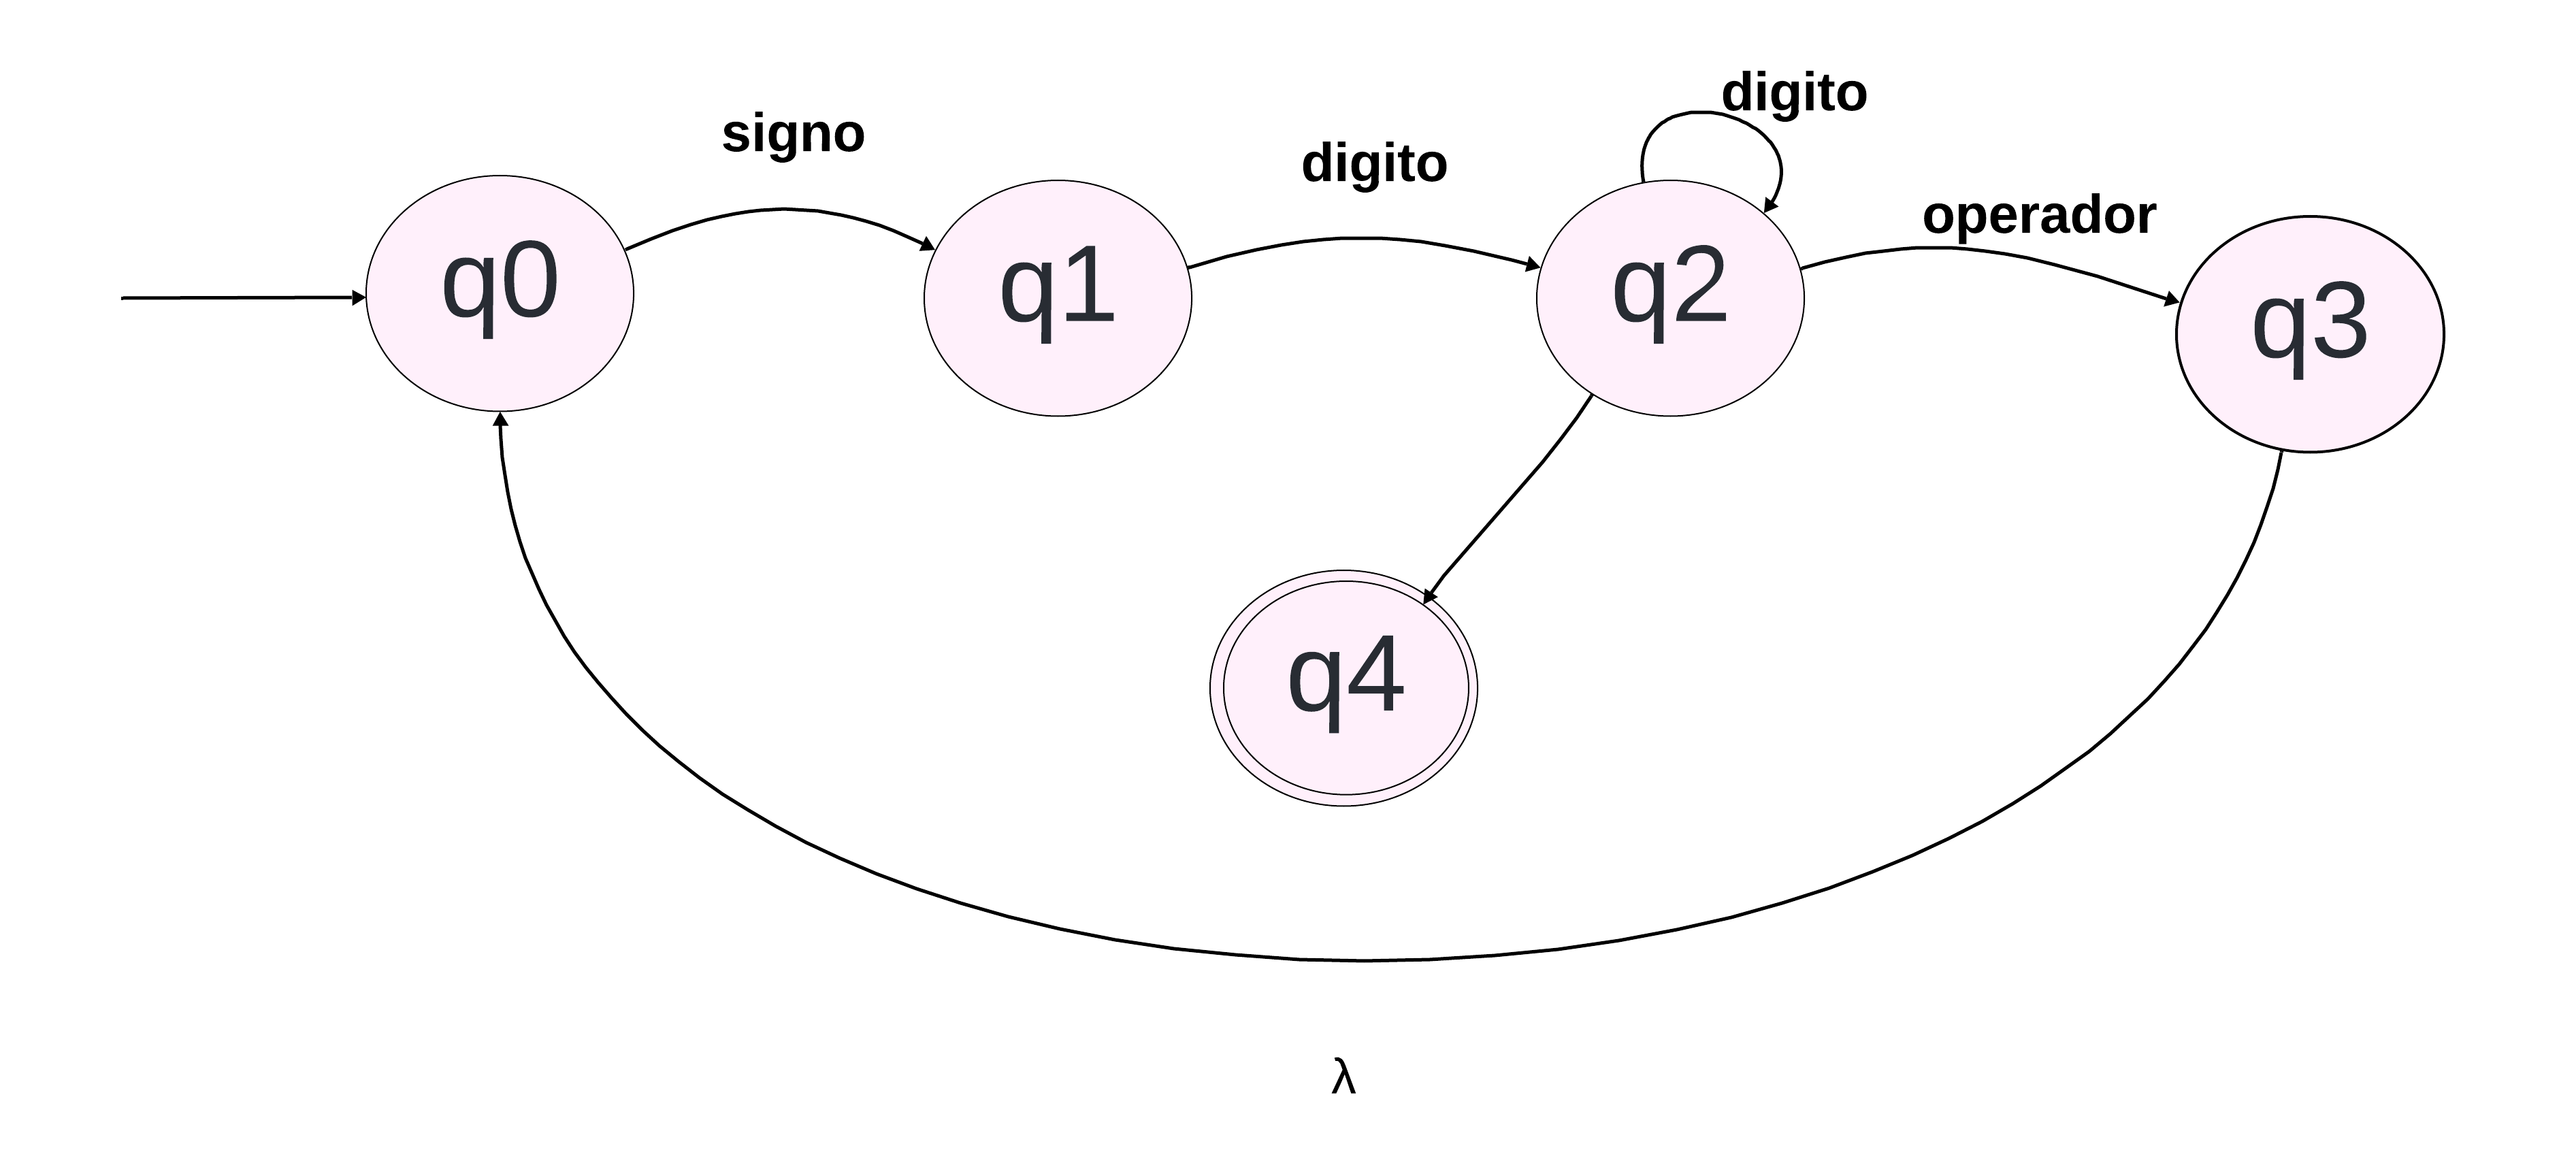 signo
digito
digito
operador
q0
q1
q2
q3
q4
λ